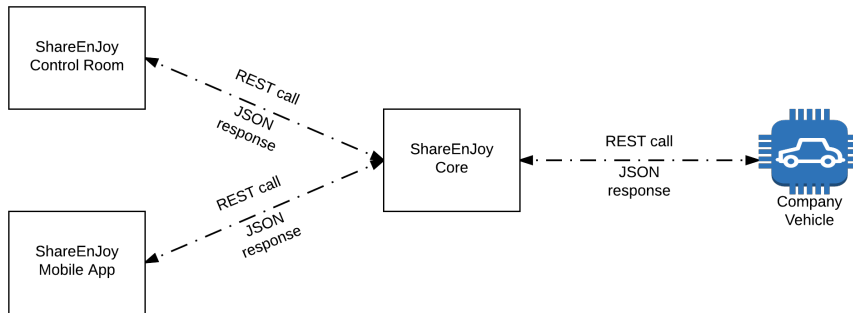 ShareEnJoy
Control Room
REST call
JSON
response
ShareEnJoy
Core
REST call
JSON
response
Company
Vehicle
REST call
JSON
response
ShareEnJoy
Mobile App